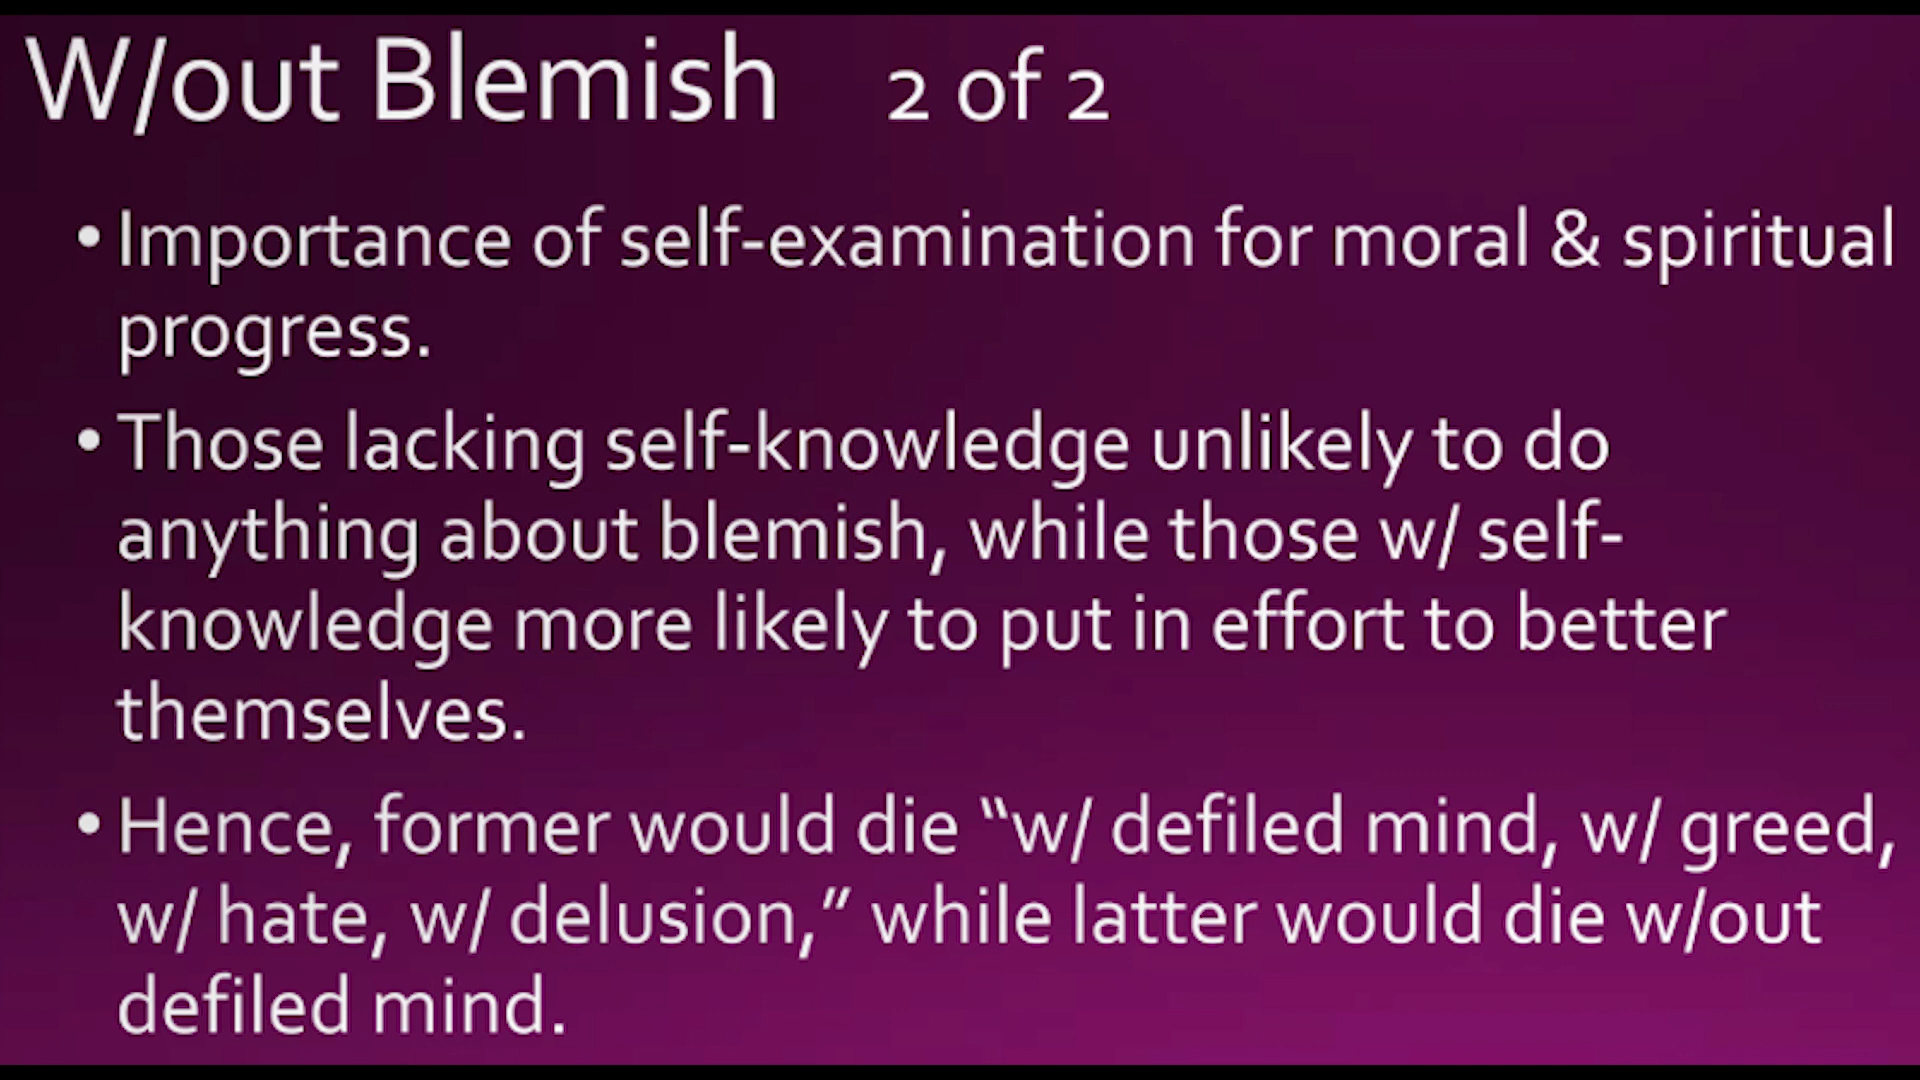 W/out Blemish 2 of 2
• Importance of self-examination for moral & spiritual
progress.
• Those lacking self-knowledge unlikely to do
anything about blemish, while those w/ self-
knowledge more likely to put in effort to better
themselves.
• Hence, former would die “w/ defiled mind, w/ greed,
w/ hate, w/ delusion,” while latter would die w/out
defiled mind.